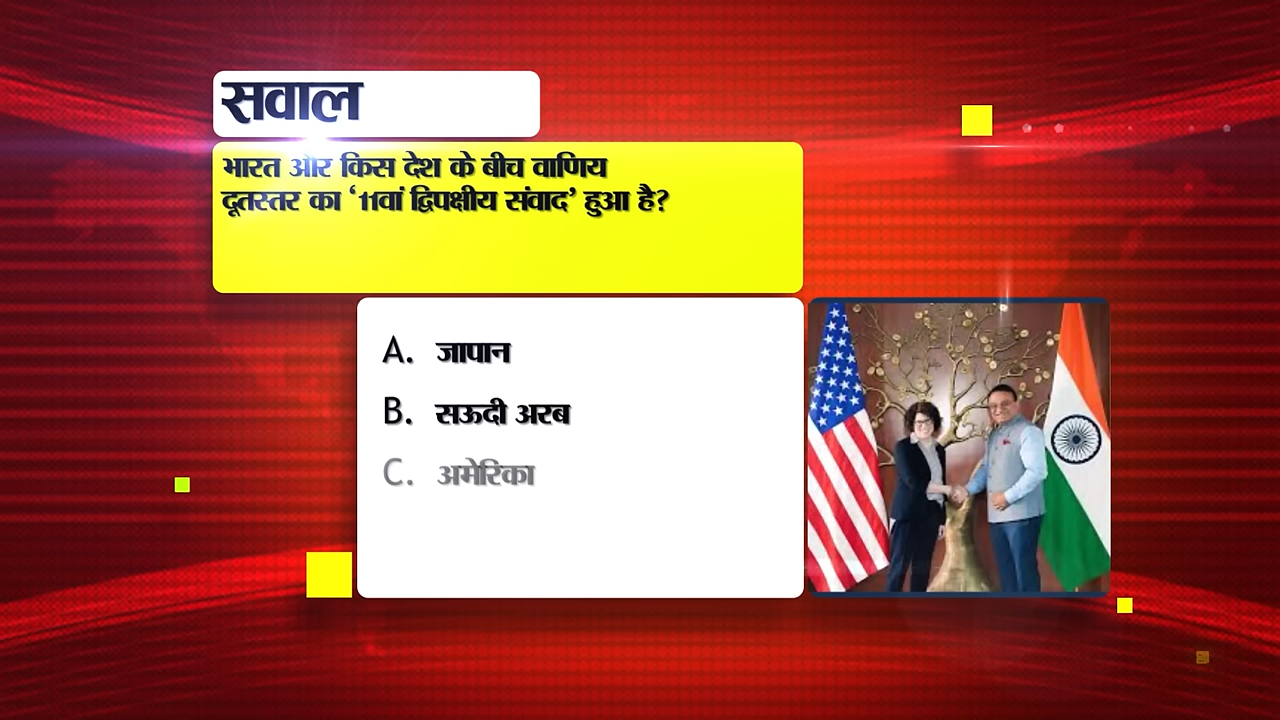 सवाल
भारत और किस देश के बीच वाणिय
दूतस्तर का ‘11वां द्विपक्षीय संवाद’ हुआ है?
A. जापान
B. सऊदी अरब
C. अमेरिका